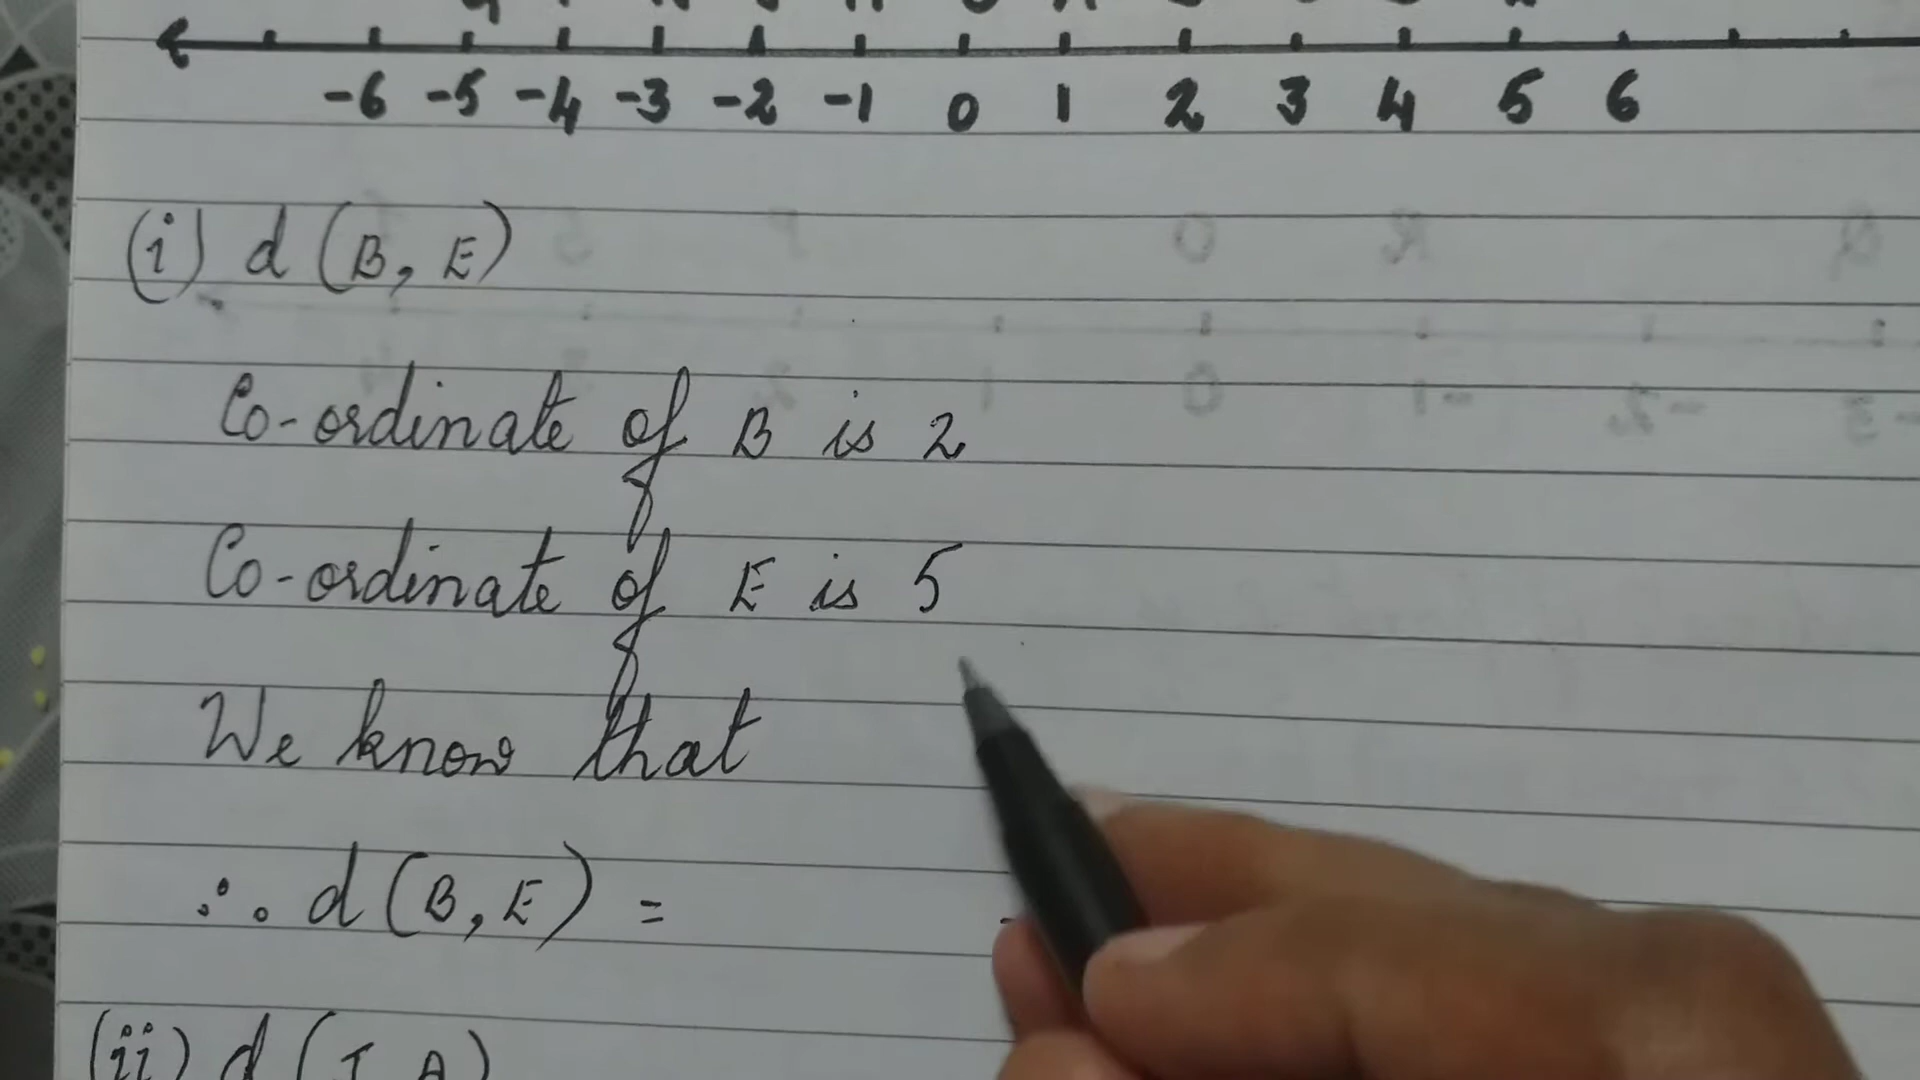 -6 -5 -4 -3 -2 -1 0 1 2 3 4 5 6
(i) d (B, E)
Co-ordinate of B is 2
Co-ordinate of E is 5
We know that
∴ d (B, E) =
(ii) d (J A)